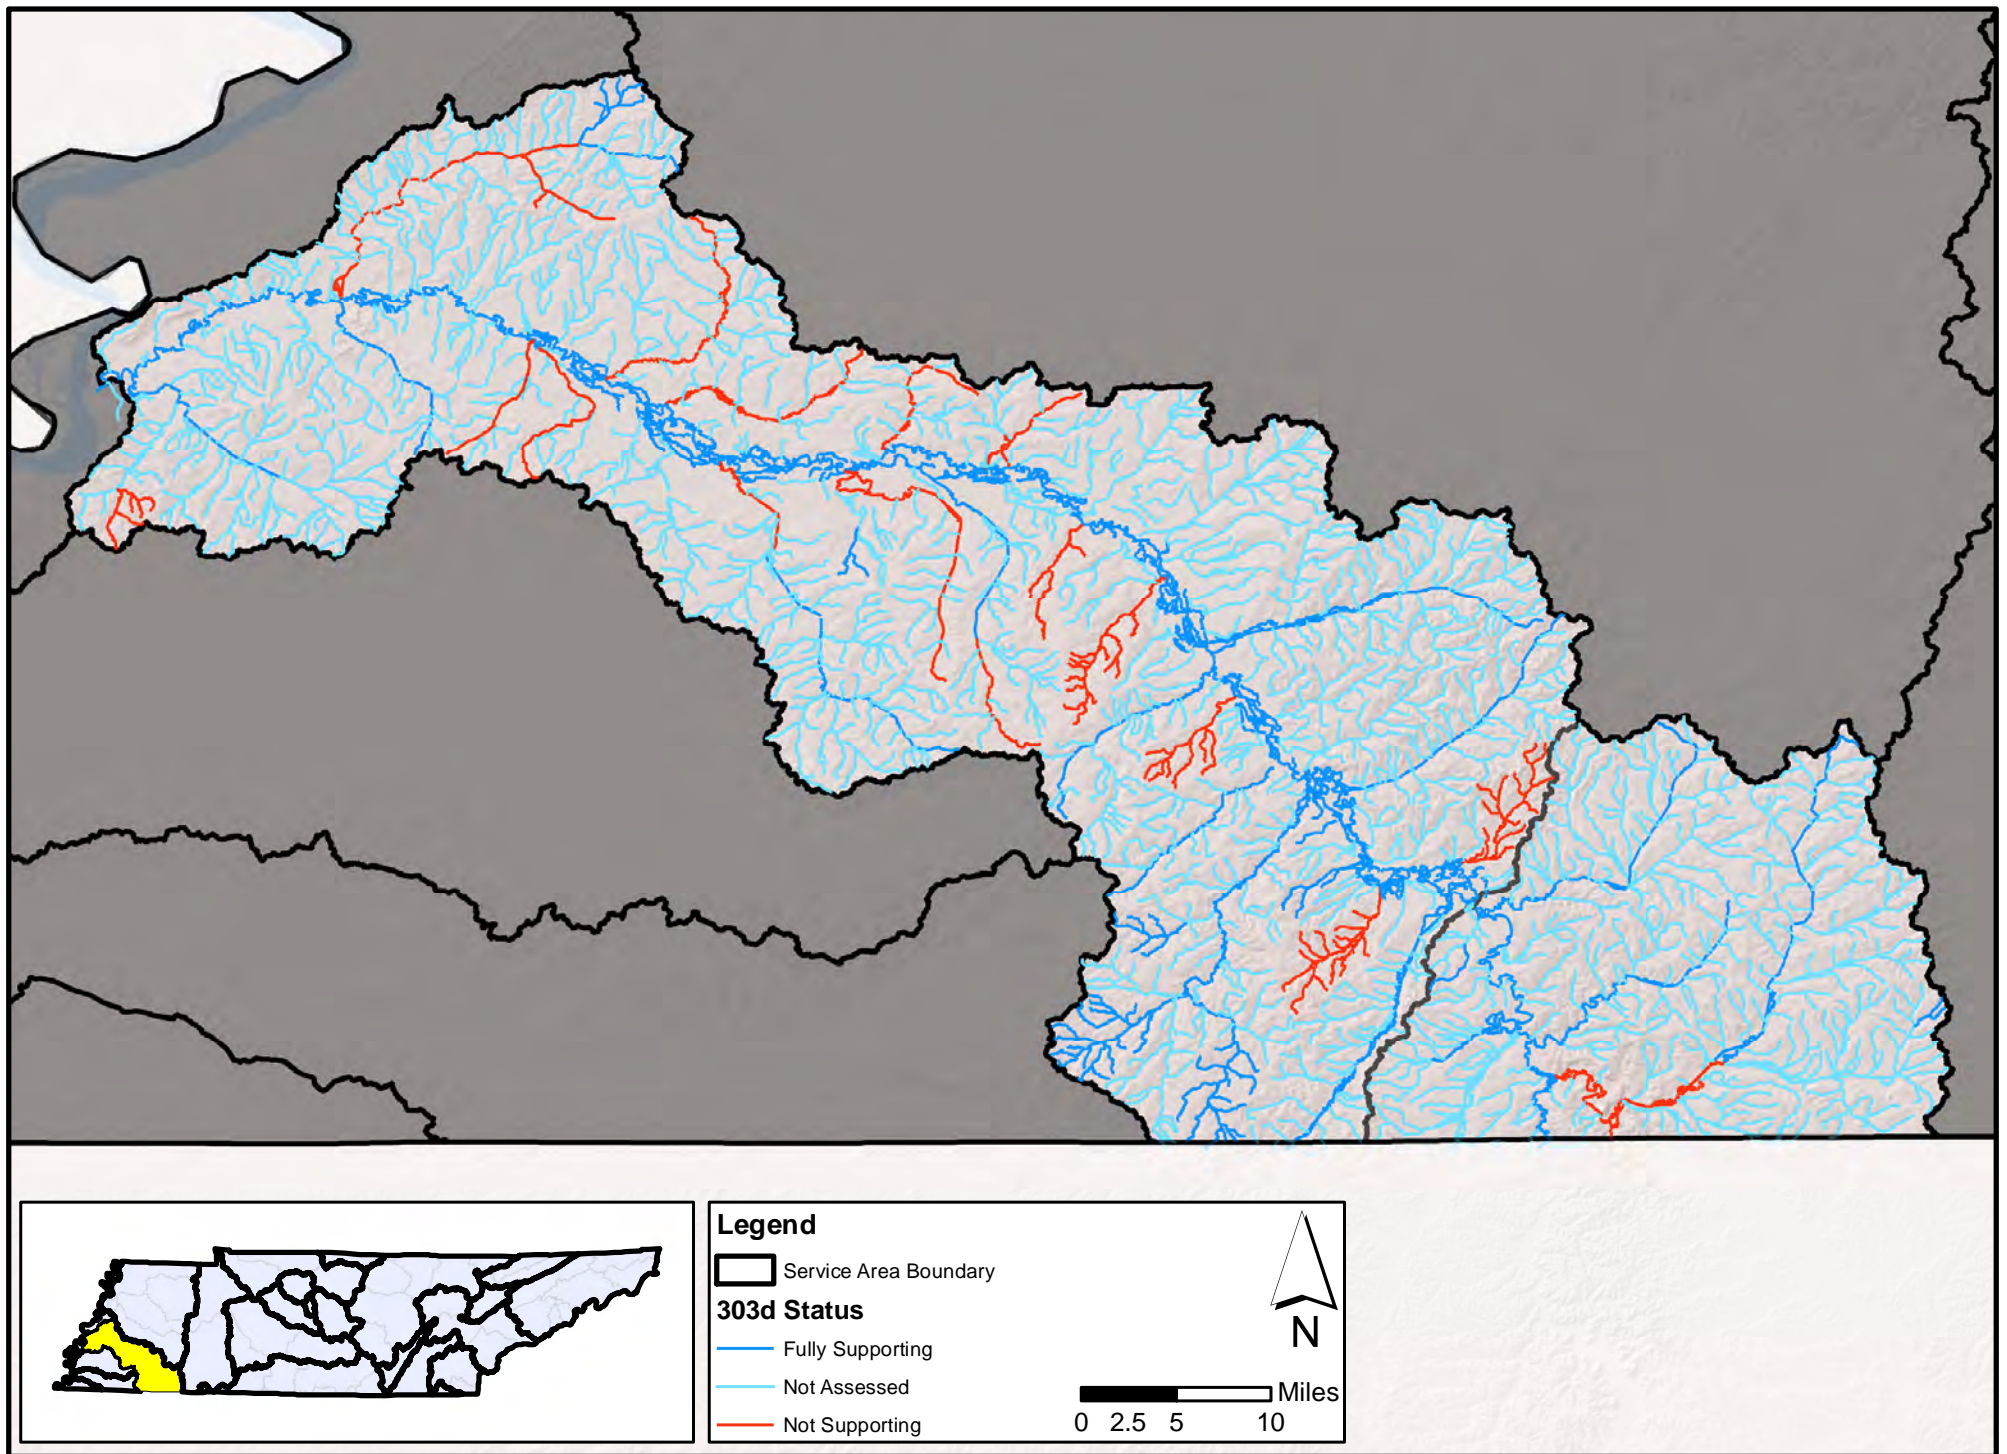 Legend
Service Area Boundary
303d Status
Fully Supporting
Not Assessed
Not Supporting
N
Miles
0 2.5 5 10